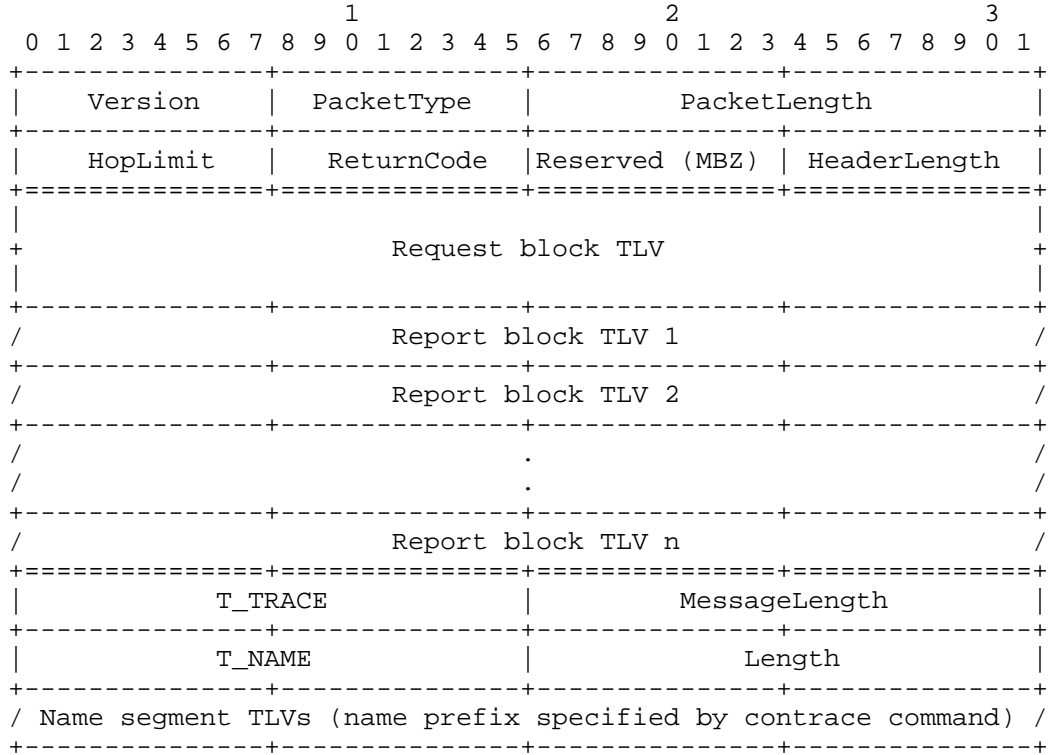 1                   2                   3
 0 1 2 3 4 5 6 7 8 9 0 1 2 3 4 5 6 7 8 9 0 1 2 3 4 5 6 7 8 9 0 1
+---------------+---------------+---------------+---------------+
|    Version    |  PacketType   |         PacketLength          |
+---------------+---------------+---------------+---------------+
|    HopLimit   |   ReturnCode  |Reserved (MBZ) | HeaderLength  |
+===============+===============+===============+===============+
|                                                               |
+                       Request block TLV                       +
|                                                               |
+---------------+---------------+---------------+---------------+
/                       Report block TLV 1                      /
+---------------+---------------+---------------+---------------+
/                       Report block TLV 2                      /
+---------------+---------------+---------------+---------------+
/                               .                               /
/                               .                               /
+---------------+---------------+---------------+---------------+
/                       Report block TLV n                      /
+===============+===============+===============+===============+
|            T_TRACE            |         MessageLength         |
+---------------+---------------+---------------+---------------+
|            T_NAME             |             Length            |
+---------------+---------------+---------------+---------------+
/ Name segment TLVs (name prefix specified by contrace command) /
+---------------+---------------+---------------+---------------+